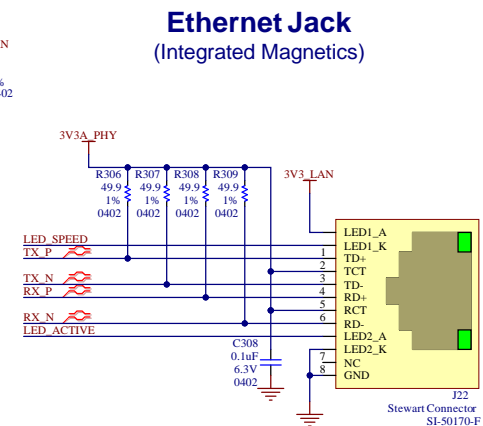 Ethernet Jack
(Integrated Magnetics)
N
%
02
3V3A_PHY
R306 R307 R308 R309
49.9 49.9 49.9 49.9
1% 1% 1% 1%
0402 0402 0402 0402
3V3_LAN
LED_SPEED
TX_P
TX_N
RX_P
RX_N
LED_ACTIVE
LED1_A
LED1_K
1 TD+
2 TCT
3 TD-
4 RD+
5 RCT
6 RD-
LED2_A
LED2_K
7 NC
8 GND
C308
0.1uF
6.3V
0402
J22
Stewart Connector
SI-50170-F